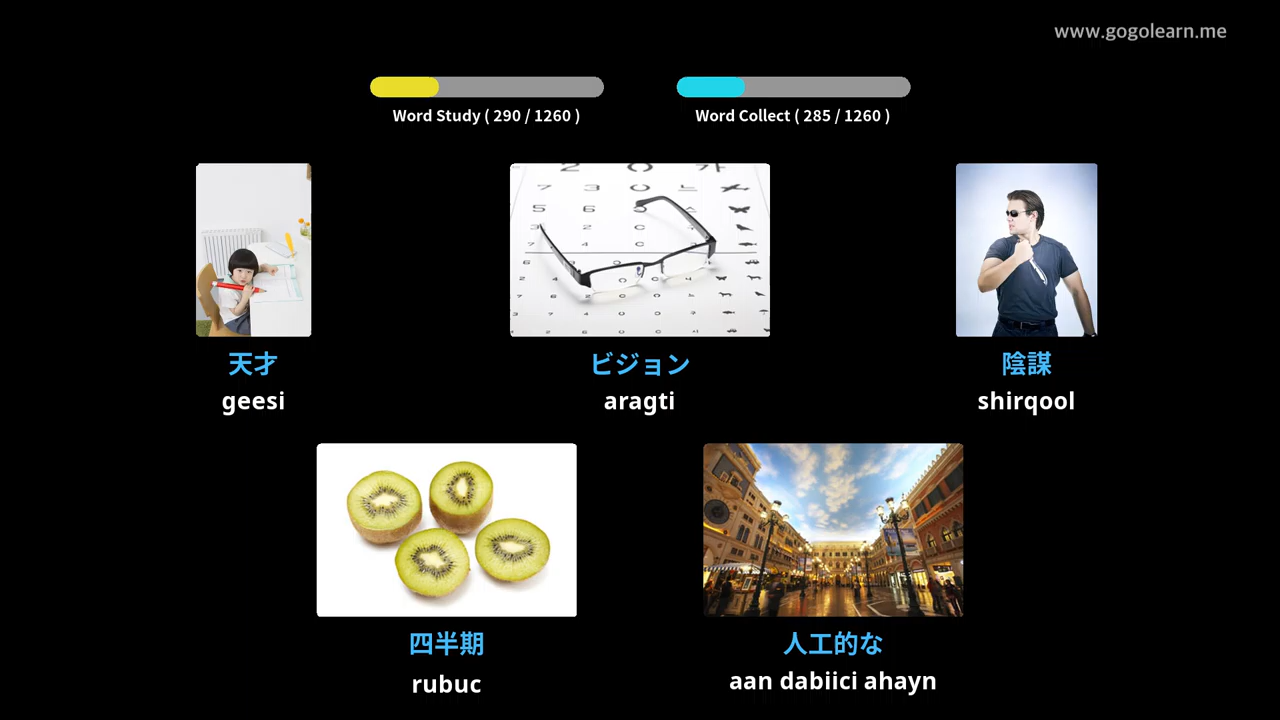 www.gogolearn.me
Word Study ( 290 / 1260 )
Word Collect ( 285 / 1260 )
天才
geesi
ビジョン
aragti
陰謀
shirqool
四半期
rubuc
人工的な
aan dabiici ahayn